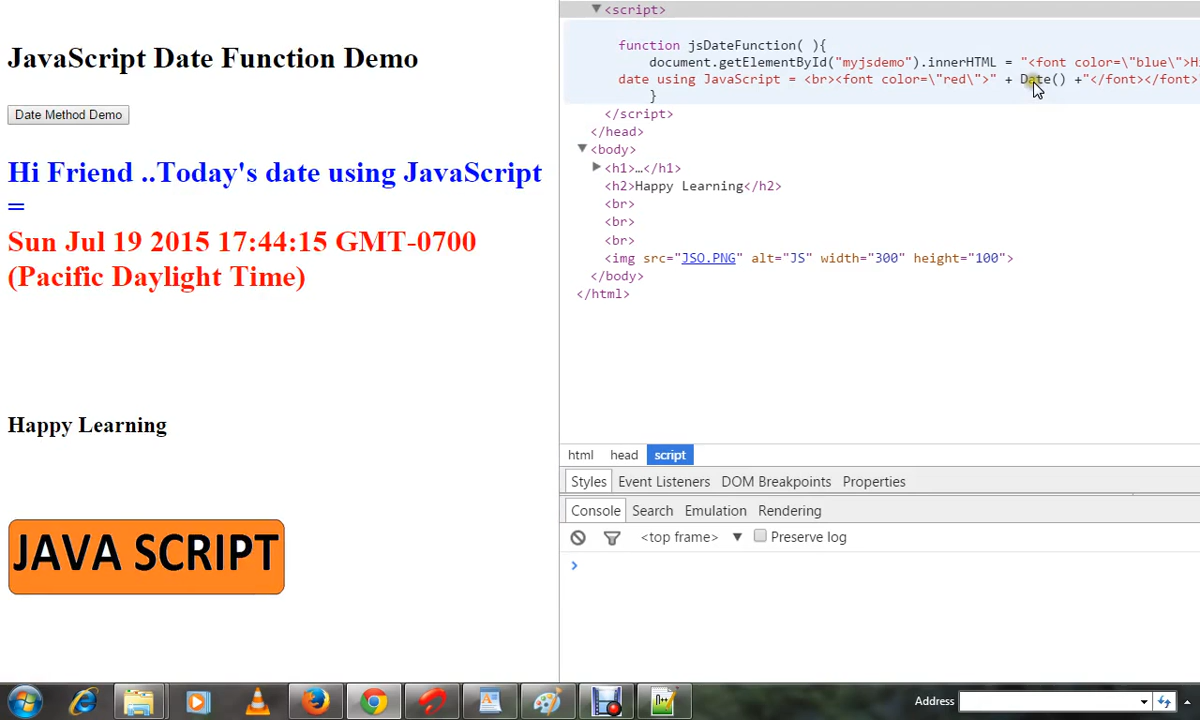 JavaScript Date Function Demo
Date Method Demo
Hi Friend ..Today's date using JavaScript
=
Sun Jul 19 2015 17:44:15 GMT-0700
(Pacific Daylight Time)
Happy Learning
JAVA SCRIPT
<script>
function jsDateFunction( ){
document.getElementById("myjsdemo").innerHTML = "<font color=\"blue\">Hi
date using JavaScript = <br><font color=\"red\">" + Date() +"</font></font>
}
</script>
</head>
<body>
<h1>…</h1>
<h2>Happy Learning</h2>
<br>
<br>
<br>
<img src="JSO.PNG" alt="JS" width="300" height="100">
</body>
</html>
html head script
Styles Event Listeners DOM Breakpoints Properties
Console Search Emulation Rendering
<top frame> Preserve log
Address